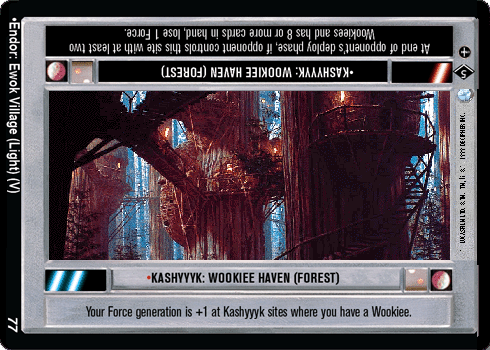 •KASHYYYK: WOOKIEE HAVEN (FOREST)
At end of opponent's deploy phase, if opponent controls this site with at least two
Wookiees and has 8 or more cards in hand, lose 1 Force.
•Endor: Ewok Village (Light) (V)
77
•KASHYYYK: WOOKIEE HAVEN (FOREST)
Your Force generation is +1 at Kashyyyk sites where you have a Wookiee.